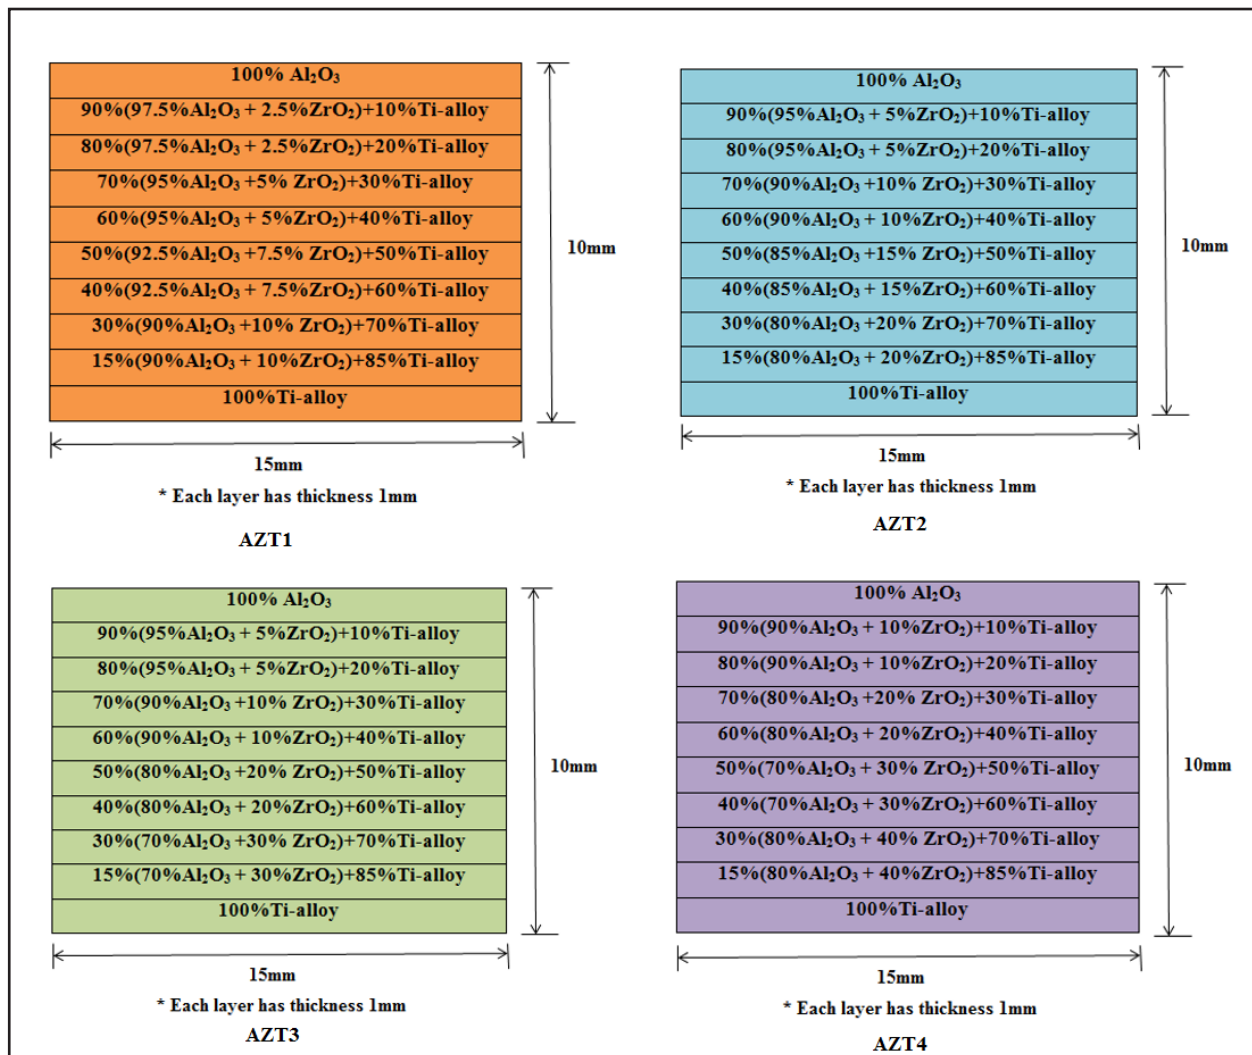 100% Al₂O₃
90%(97.5%Al₂O₃ + 2.5%ZrO₂)+10%Ti-alloy
80%(97.5%Al₂O₃ + 2.5%ZrO₂)+20%Ti-alloy
70%(95%Al₂O₃ +5% ZrO₂)+30%Ti-alloy
60%(95%Al₂O₃ + 5%ZrO₂)+40%Ti-alloy
50%(92.5%Al₂O₃ +7.5% ZrO₂)+50%Ti-alloy
40%(92.5%Al₂O₃ + 7.5%ZrO₂)+60%Ti-alloy
30%(90%Al₂O₃ +10% ZrO₂)+70%Ti-alloy
15%(90%Al₂O₃ + 10%ZrO₂)+85%Ti-alloy
100%Ti-alloy
10mm
15mm
* Each layer has thickness 1mm
AZT1
100% Al₂O₃
90%(95%Al₂O₃ + 5%ZrO₂)+10%Ti-alloy
80%(95%Al₂O₃ + 5%ZrO₂)+20%Ti-alloy
70%(90%Al₂O₃ +10% ZrO₂)+30%Ti-alloy
60%(90%Al₂O₃ + 10%ZrO₂)+40%Ti-alloy
50%(85%Al₂O₃ +15% ZrO₂)+50%Ti-alloy
40%(85%Al₂O₃ + 15%ZrO₂)+60%Ti-alloy
30%(80%Al₂O₃ +20% ZrO₂)+70%Ti-alloy
15%(80%Al₂O₃ + 20%ZrO₂)+85%Ti-alloy
100%Ti-alloy
10mm
15mm
* Each layer has thickness 1mm
AZT2
100% Al₂O₃
90%(95%Al₂O₃ + 5%ZrO₂)+10%Ti-alloy
80%(95%Al₂O₃ + 5%ZrO₂)+20%Ti-alloy
70%(90%Al₂O₃ +10% ZrO₂)+30%Ti-alloy
60%(90%Al₂O₃ + 10%ZrO₂)+40%Ti-alloy
50%(80%Al₂O₃ +20% ZrO₂)+50%Ti-alloy
40%(80%Al₂O₃ + 20%ZrO₂)+60%Ti-alloy
30%(70%Al₂O₃ +30% ZrO₂)+70%Ti-alloy
15%(70%Al₂O₃ + 30%ZrO₂)+85%Ti-alloy
100%Ti-alloy
10mm
15mm
* Each layer has thickness 1mm
AZT3
100% Al₂O₃
90%(90%Al₂O₃ + 10%ZrO₂)+10%Ti-alloy
80%(90%Al₂O₃ + 10%ZrO₂)+20%Ti-alloy
70%(80%Al₂O₃ +20% ZrO₂)+30%Ti-alloy
60%(80%Al₂O₃ + 20%ZrO₂)+40%Ti-alloy
50%(70%Al₂O₃ + 30% ZrO₂)+50%Ti-alloy
40%(70%Al₂O₃ + 30%ZrO₂)+60%Ti-alloy
30%(80%Al₂O₃ + 40% ZrO₂)+70%Ti-alloy
15%(80%Al₂O₃ + 40%ZrO₂)+85%Ti-alloy
100%Ti-alloy
10mm
15mm
* Each layer has thickness 1mm
AZT4